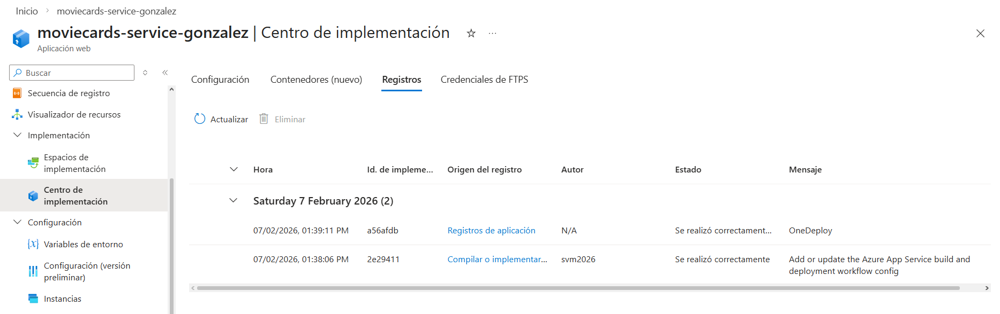 Inicio > moviecards-service-gonzalez
moviecards-service-gonzalez | Centro de implementación
Aplicación web
Buscar
Secuencia de registro
Visualizador de recursos
Implementación
Espacios de
implementación
Centro de
implementación
Configuración
Variables de entorno
Configuración (versión
preliminar)
Instancias
Configuración Contenedores (nuevo) Registros Credenciales de FTPS
Actualizar Eliminar
Hora Id. de impleme... Origen del registro Autor Estado Mensaje
Saturday 7 February 2026 (2)
07/02/2026, 01:39:11 PM a56afdb Registros de aplicación N/A Se realizó correctament... OneDeploy
07/02/2026, 01:38:06 PM 2e29411 Compilar o implementar... svm2026 Se realizó correctamente Add or update the Azure App Service build and
deployment workflow config